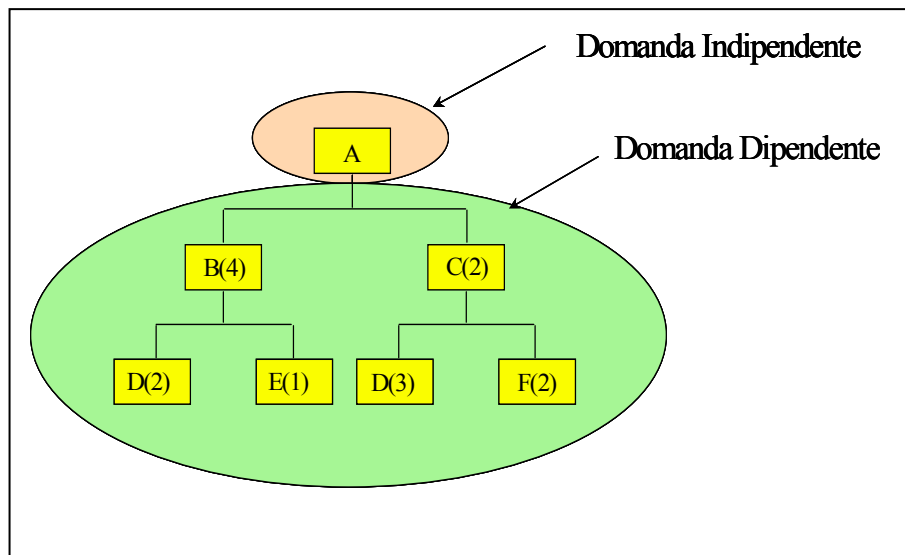 Domanda Indipendente
A
Domanda Dipendente
B(4) C(2)
D(2) E(1) D(3) F(2)